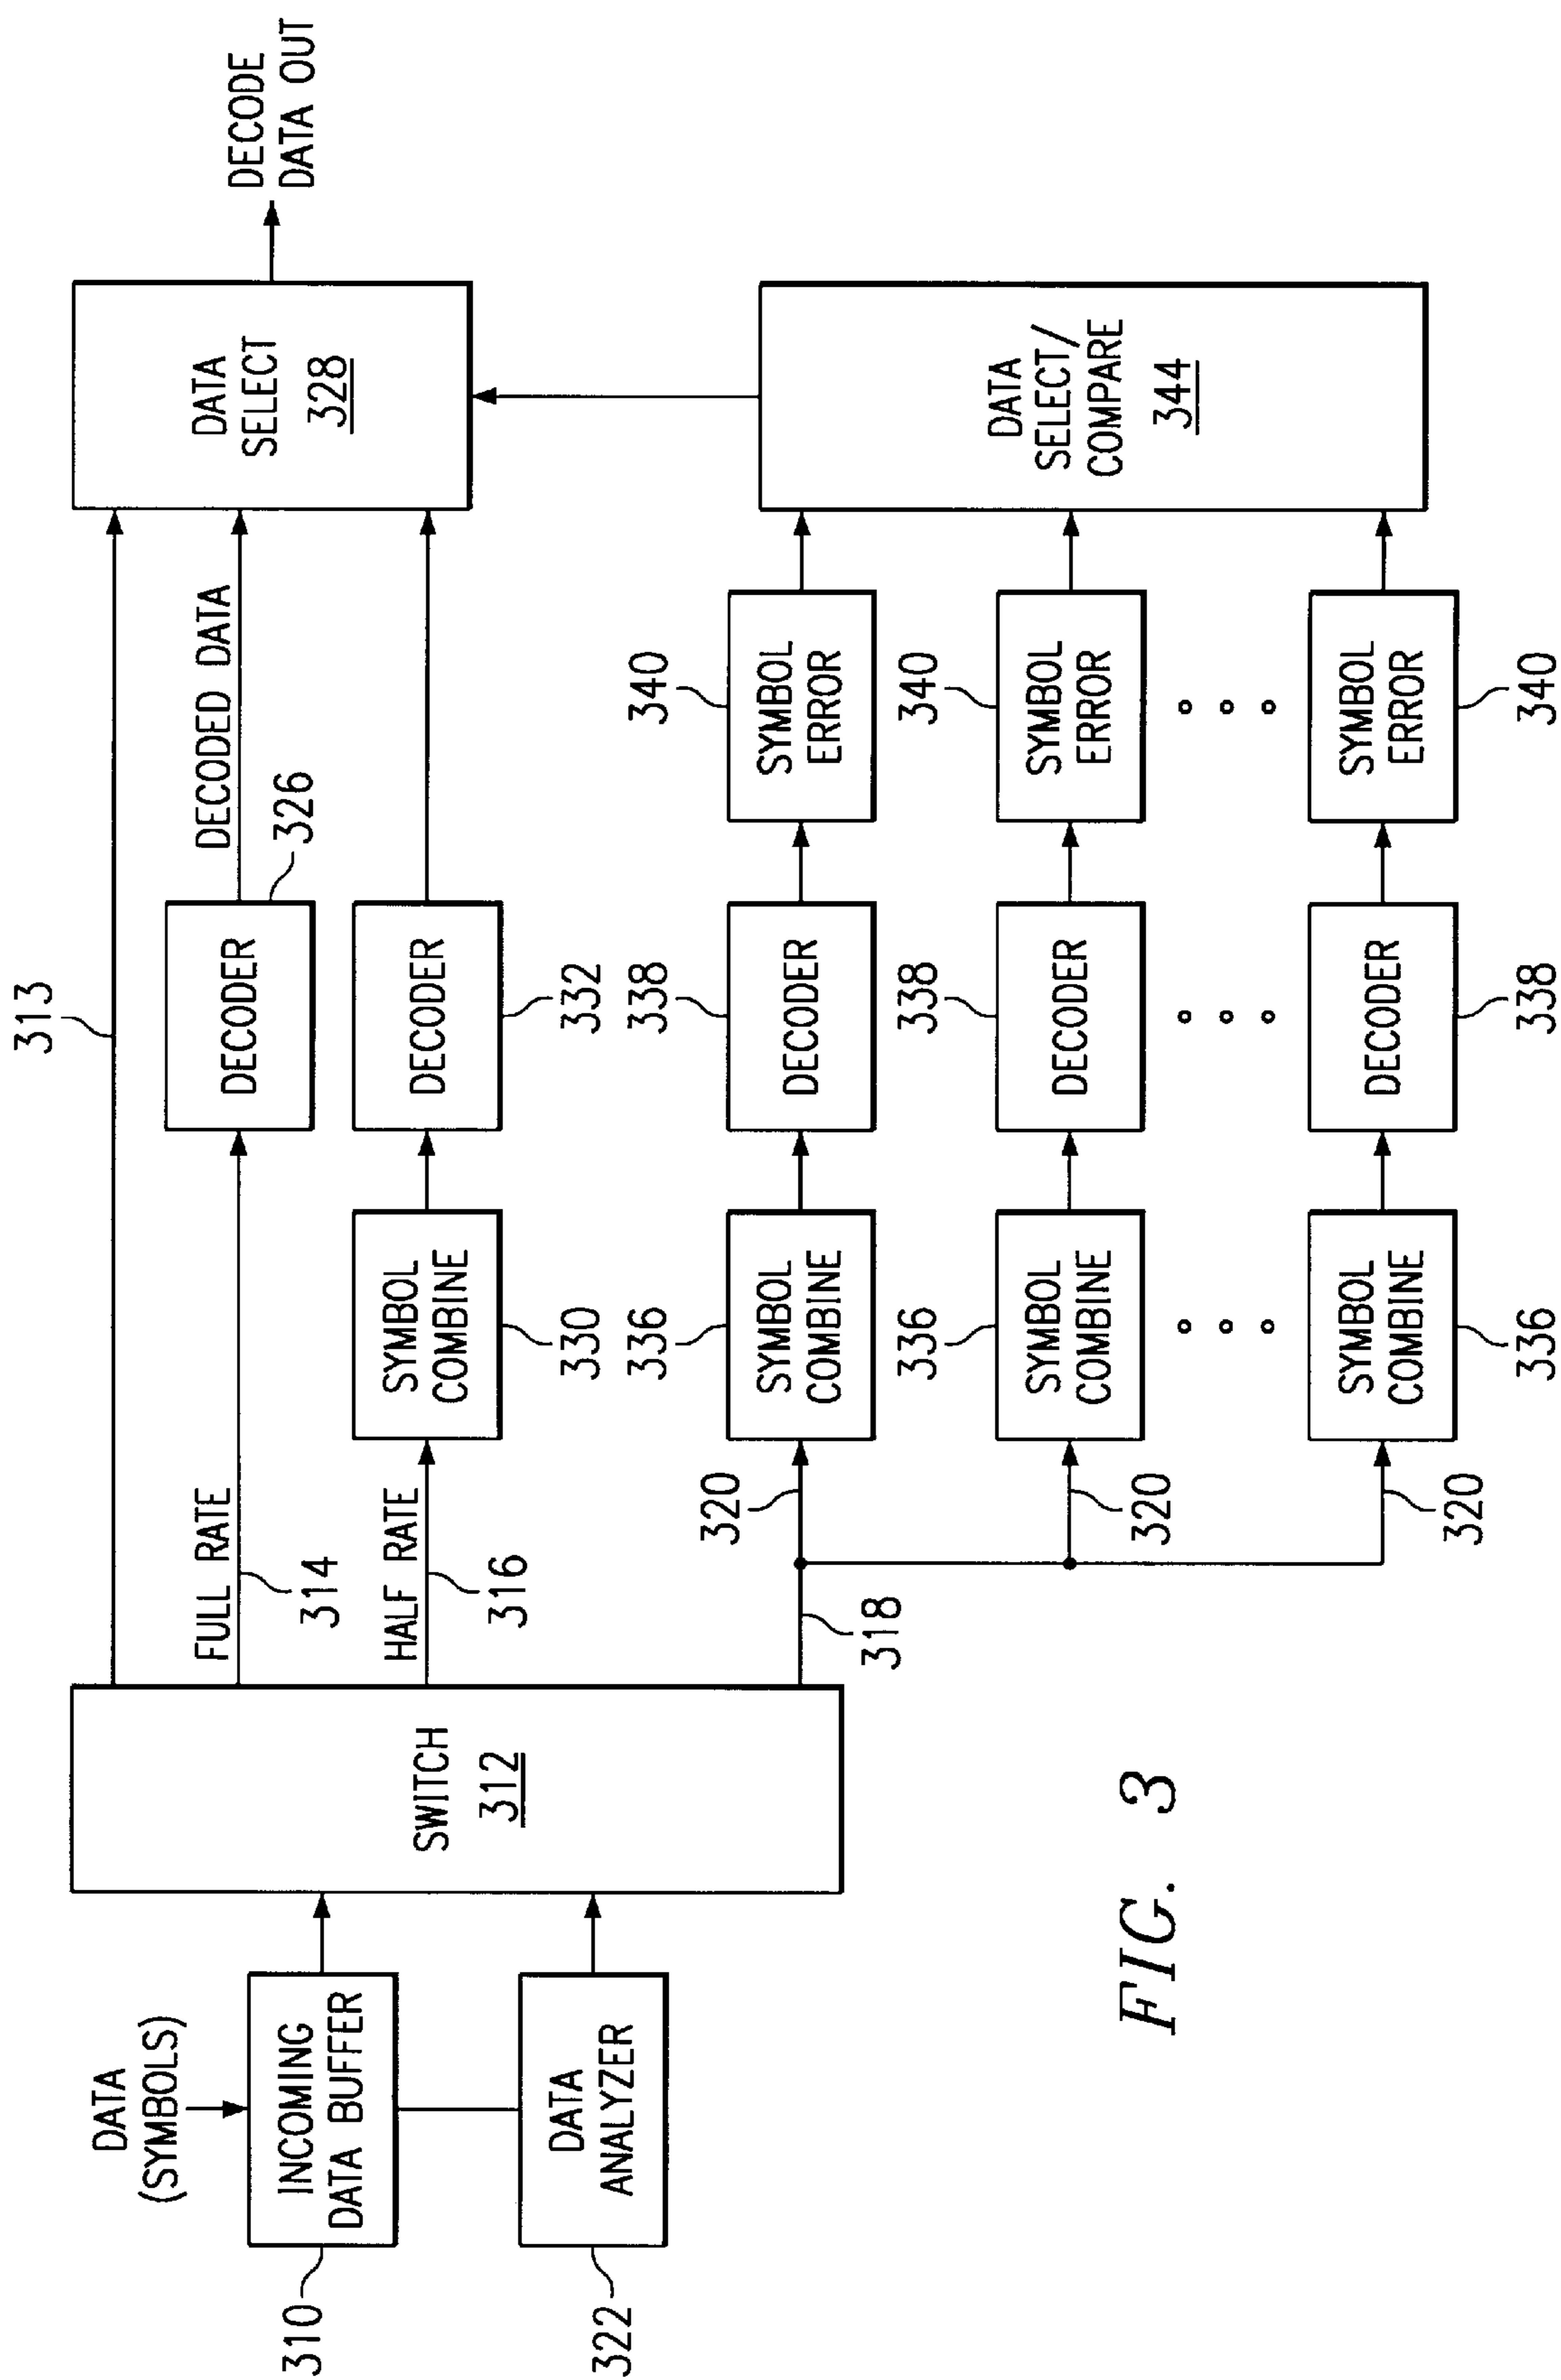 DATA
(SYMBOLS)
310
INCOMING
DATA BUFFER
322
DATA
ANALYZER
SWITCH
312
313
FULL RATE
314
DECODER
326
DECODED DATA
HALF RATE
316
SYMBOL
COMBINE
330
DECODER
332
DATA
SELECT
328
DECODE
DATA OUT
318
320
336
SYMBOL
COMBINE
338
DECODER
340
SYMBOL
ERROR
320
336
SYMBOL
COMBINE
338
DECODER
340
SYMBOL
ERROR
320
336
SYMBOL
COMBINE
338
DECODER
340
SYMBOL
ERROR
DATA
SELECT/
COMPARE
344
FIG. 3